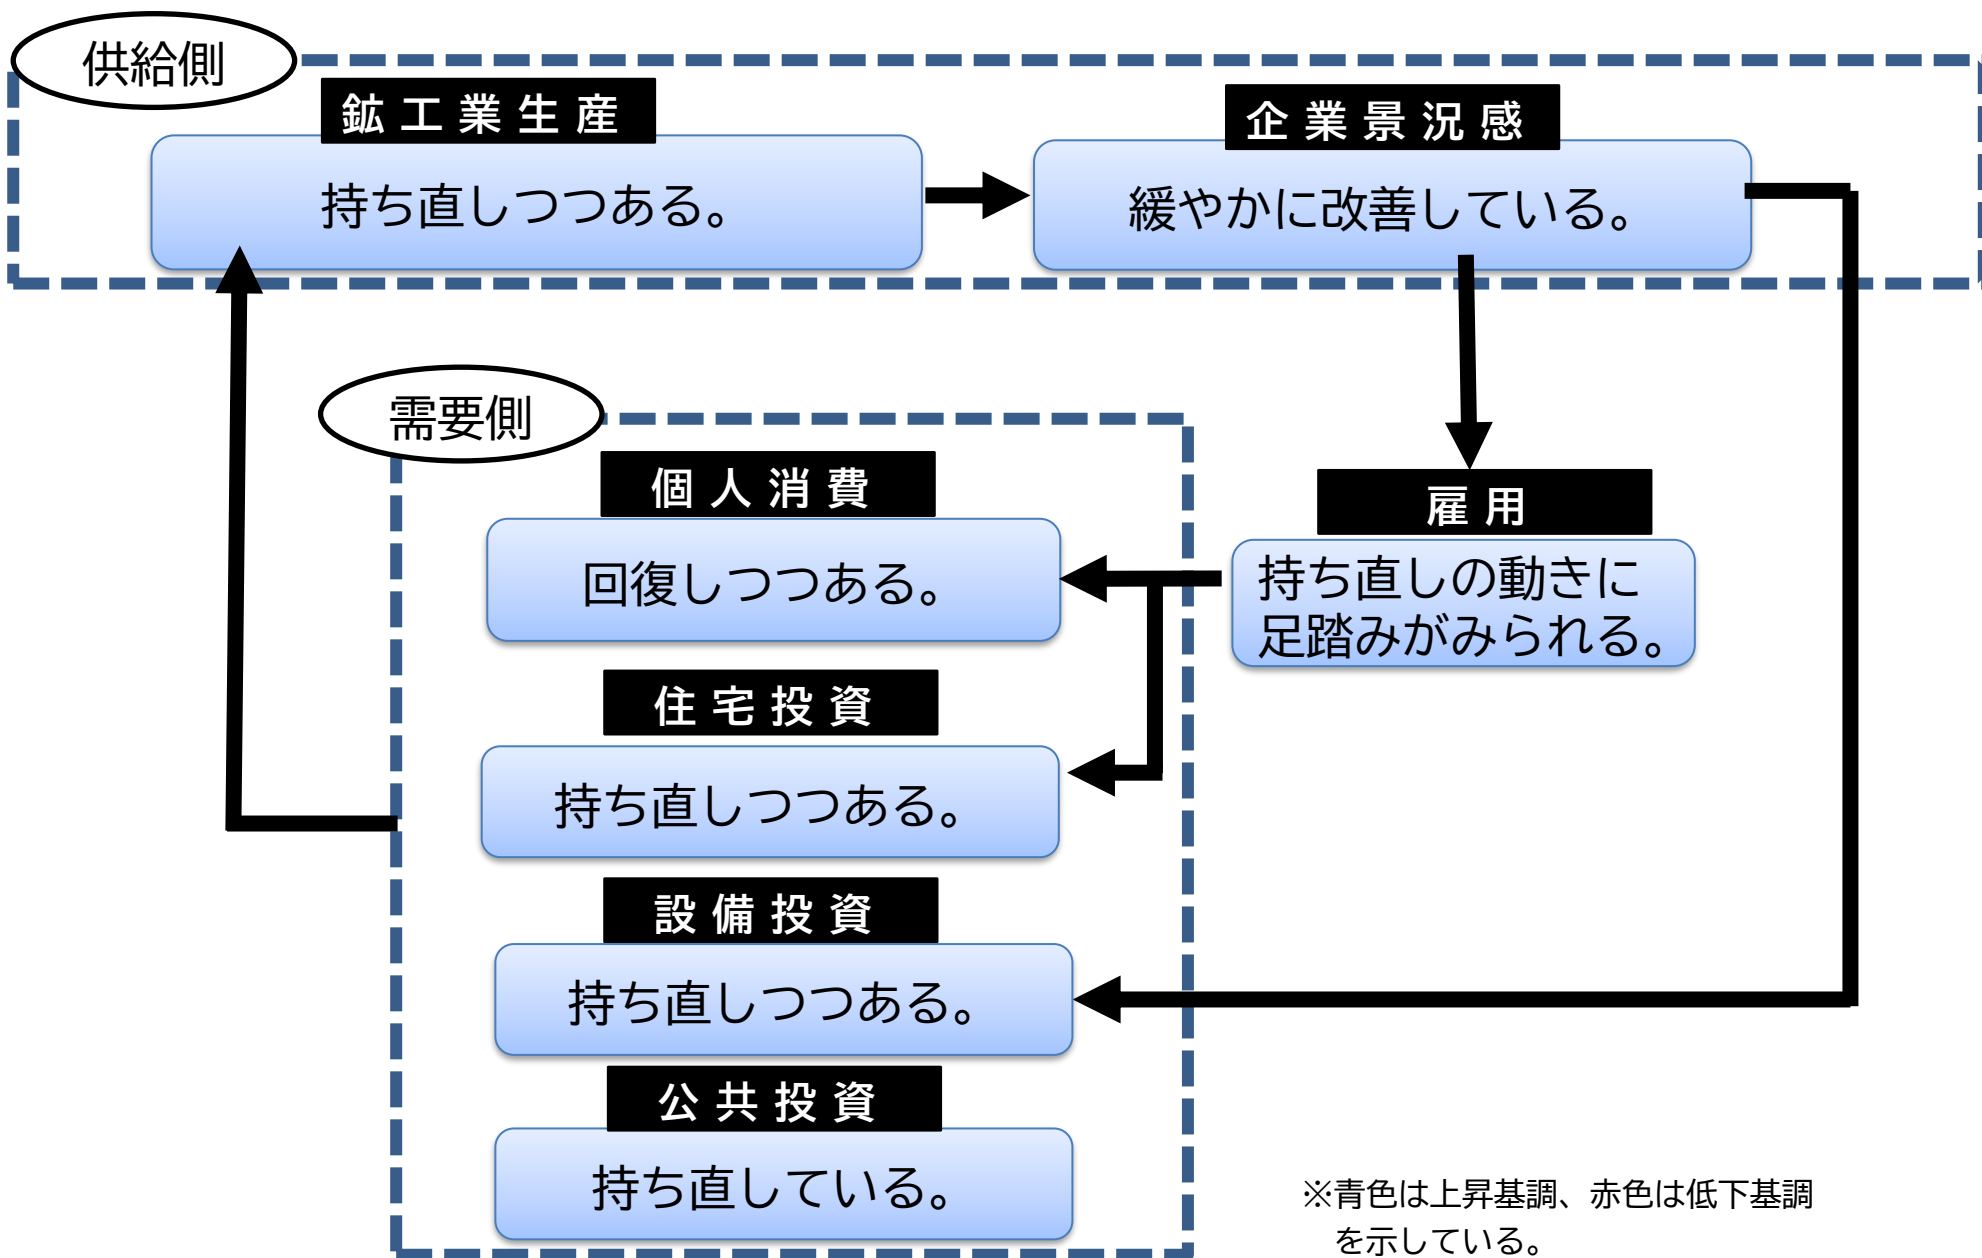 供給側
鉱工業生産
持ち直しつつある。
企業景況感
緩やかに改善している。
需要側
個人消費
回復しつつある。
雇用
持ち直しの動きに
足踏みがみられる。
住宅投資
持ち直しつつある。
設備投資
持ち直しつつある。
公共投資
持ち直している。
※青色は上昇基調、赤色は低下基調
を示している。